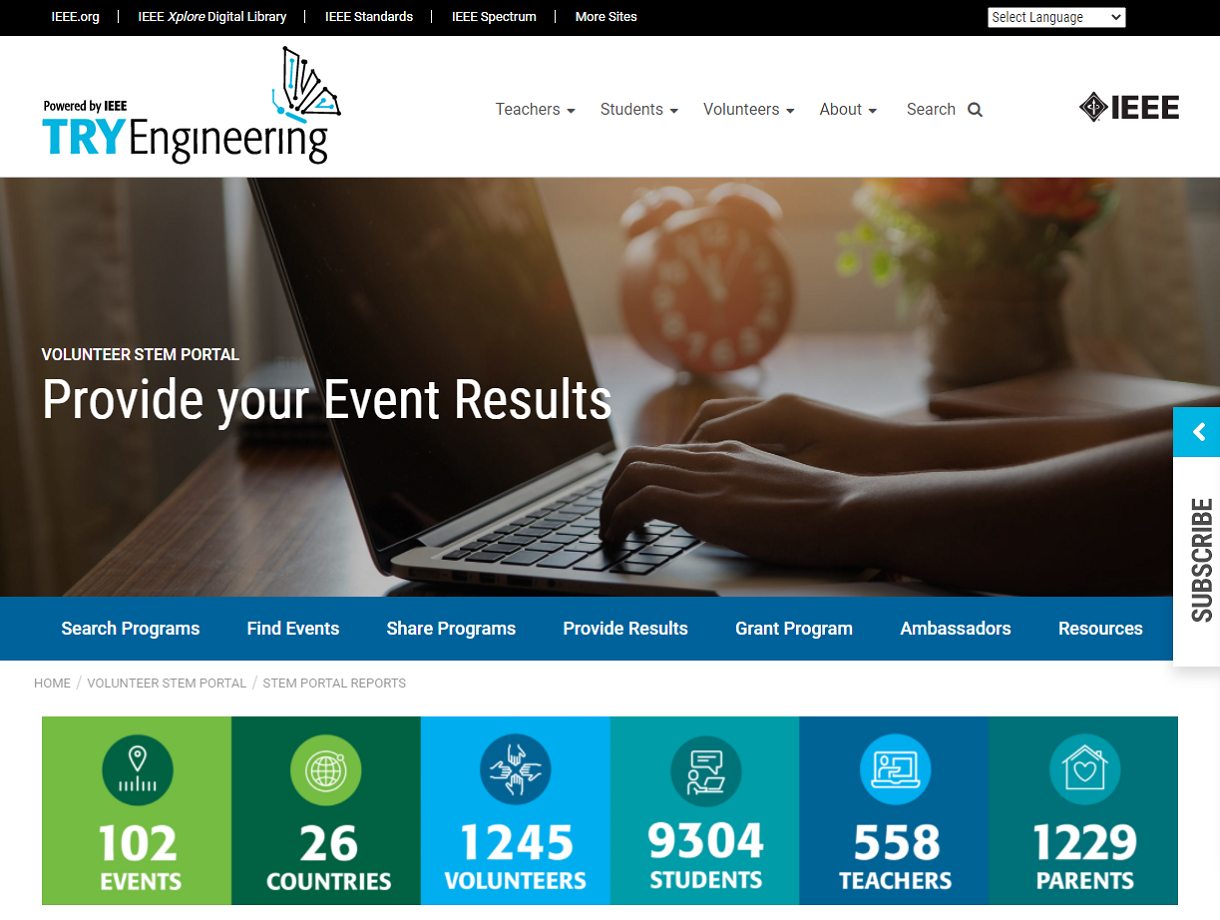 IEEE.org | IEEE Xplore Digital Library | IEEE Standards | IEEE Spectrum | More Sites
Select Language
Powered by IEEE
TRYEngineering
Teachers
Students
Volunteers
About
Search
IEEE
VOLUNTEER STEM PORTAL
Provide your Event Results
SUBSCRIBE
Search Programs
Find Events
Share Programs
Provide Results
Grant Program
Ambassadors
Resources
HOME / VOLUNTEER STEM PORTAL / STEM PORTAL REPORTS
102
EVENTS
26
COUNTRIES
1245
VOLUNTEERS
9304
STUDENTS
558
TEACHERS
1229
PARENTS